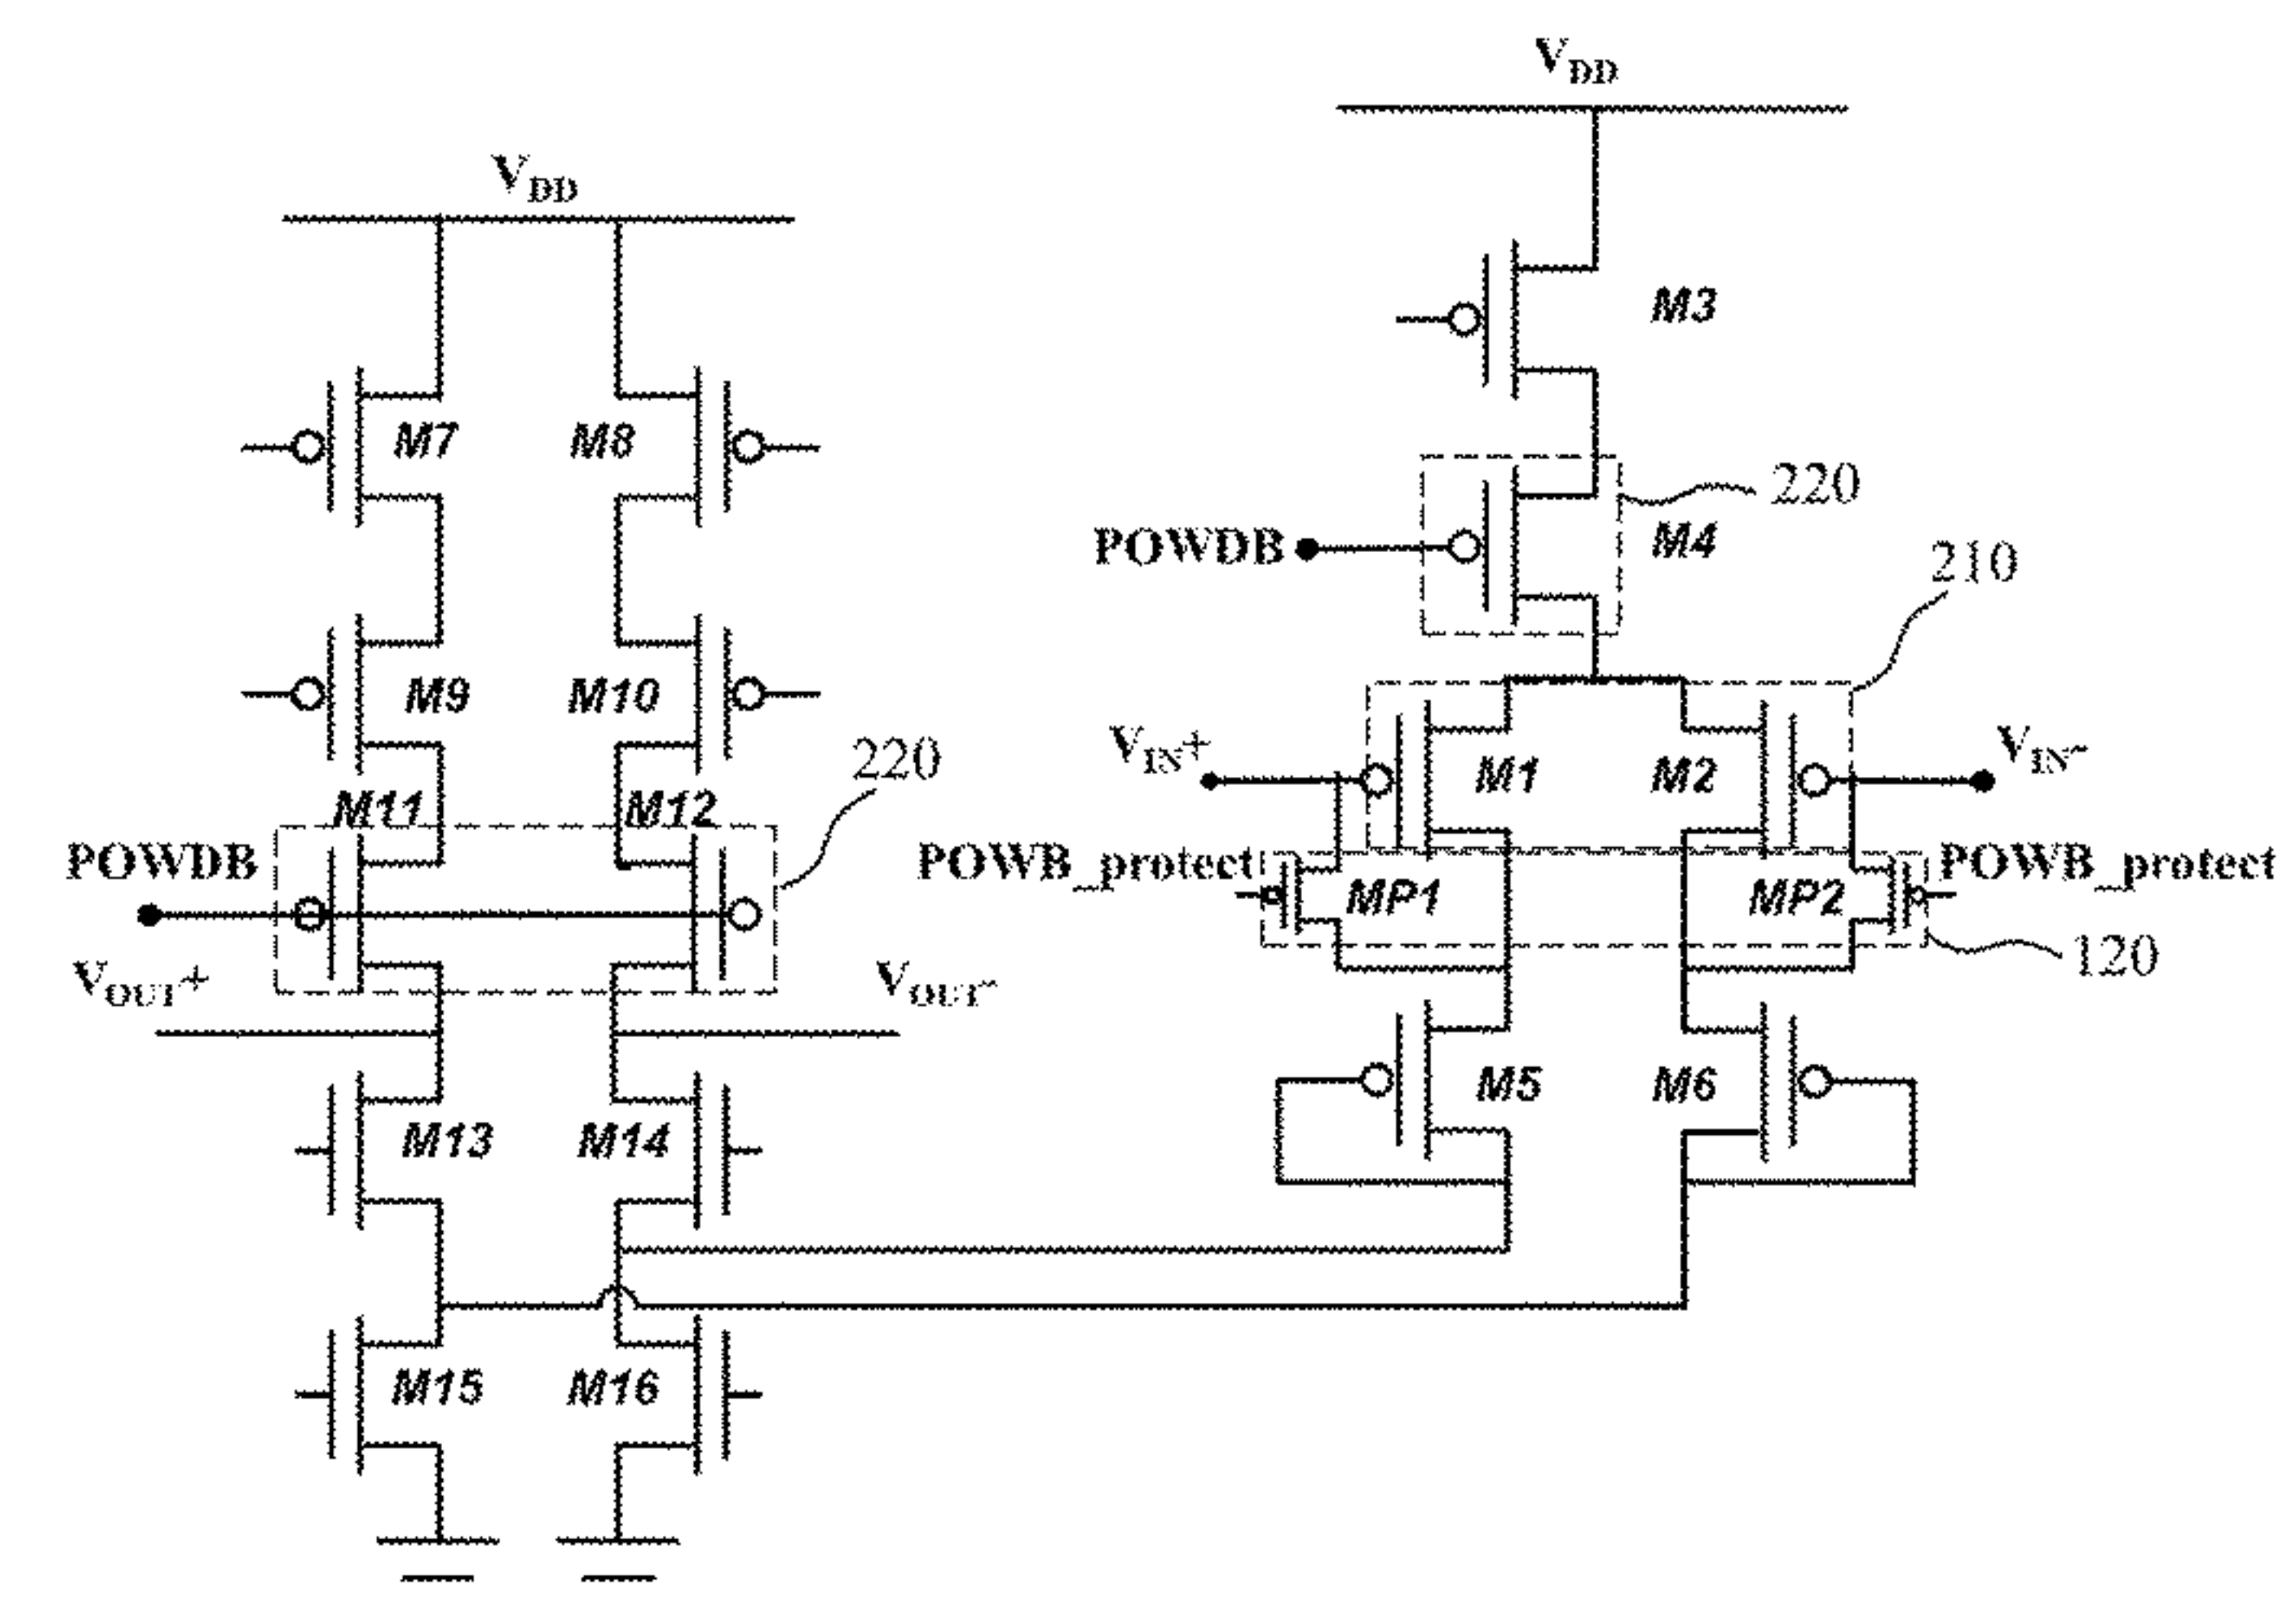 VDD
VDD
M3
M7 M8
220
POWDB M4
210
M9 M10
VIN+ M1 M2 VIN-
220
M11 M12
POWDB
POWB_protect MP1 MP2 POWB_protect
120
VOUT+ VOUT-
M5 M6
M13 M14
M15 M16